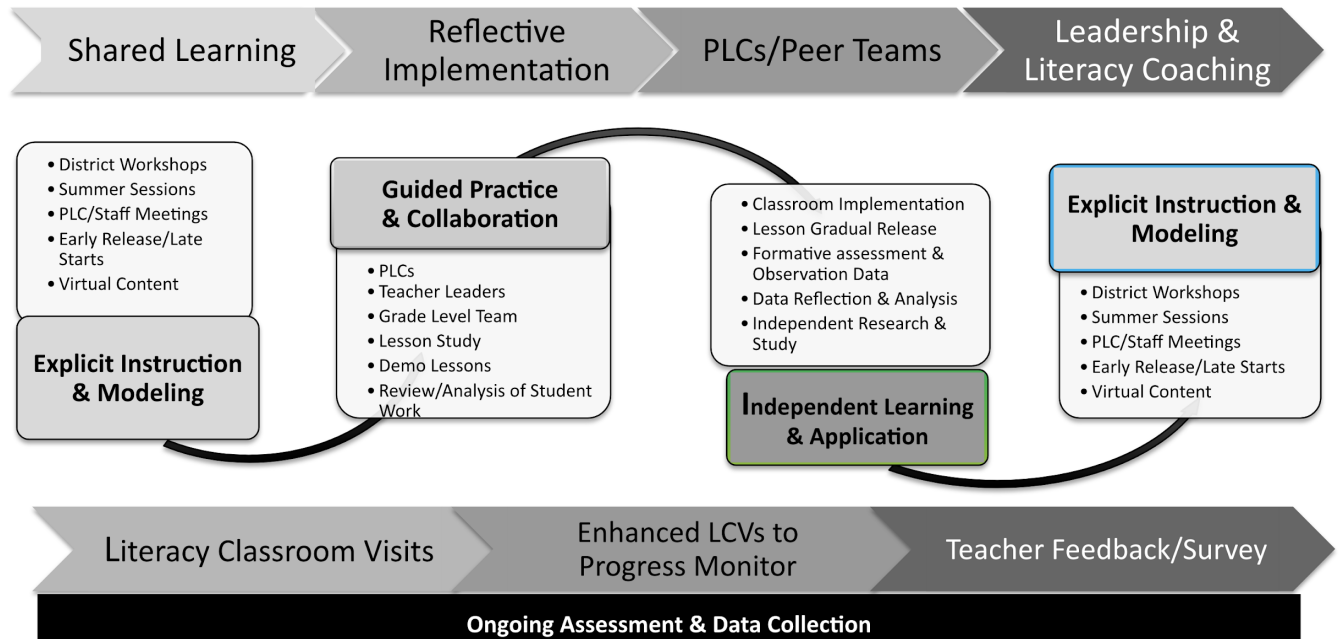 Shared Learning
Reflective
Implementation
PLCs/Peer Teams
Leadership &
Literacy Coaching
• District Workshops
• Summer Sessions
• PLC/Staff Meetings
• Early Release/Late
Starts
• Virtual Content
Explicit Instruction
& Modeling
Guided Practice
& Collaboration
• PLCs
• Teacher Leaders
• Grade Level Team
• Lesson Study
• Demo Lessons
• Review/Analysis of Student
Work
• Classroom Implementation
• Lesson Gradual Release
• Formative assessment &
Observation Data
• Data Reflection & Analysis
• Independent Research &
Study
Independent Learning
& Application
Explicit Instruction &
Modeling
• District Workshops
• Summer Sessions
• PLC/Staff Meetings
• Early Release/Late Starts
• Virtual Content
Literacy Classroom Visits
Enhanced LCVs to
Progress Monitor
Teacher Feedback/Survey
Ongoing Assessment & Data Collection